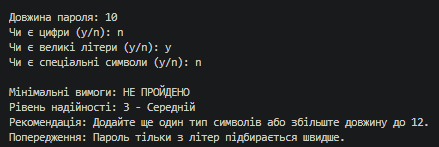 Довжина пароля: 10
Чи є цифри (y/n): n
Чи є великі літери (y/n): y
Чи є спеціальні символи (y/n): n
Мінімальні вимоги: НЕ ПРОЙДЕНО
Рівень надійності: 3 - Середній
Рекомендація: Додайте ще один тип символів або збільште довжину до 12.
Попередження: Пароль тільки з літер підбирається швидше.